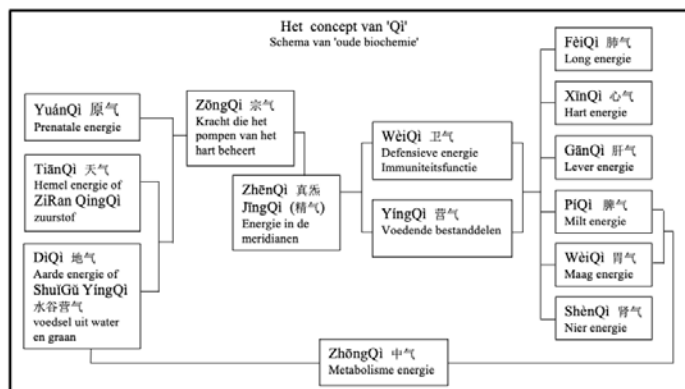 Het concept van 'Qì'
Schema van 'oude biochemie'
YuánQì 原气
Prenatale energie
TiānQì 天气
Hemel energie of
ZiRan QingQì
zuurstof
DìQì 地气
Aarde energie of
ShuǐGǔ YíngQì
水谷营气
voedsel uit water
en graan
ZōngQì 宗气
Kracht die het
pompen van het
hart beheert
ZhēnQì 真炁
JīngQì (精气)
Energie in de
meridianen
WèiQì 卫气
Defensieve energie
Immuniteitsfunctie
YíngQì 营气
Voedende bestanddelen
FèiQì 肺气
Long energie
XīnQì 心气
Hart energie
GānQì 肝气
Lever energie
PíQì 脾气
Milt energie
WèiQì 胃气
Maag energie
ShènQì 肾气
Nier energie
ZhōngQì 中气
Metabolisme energie